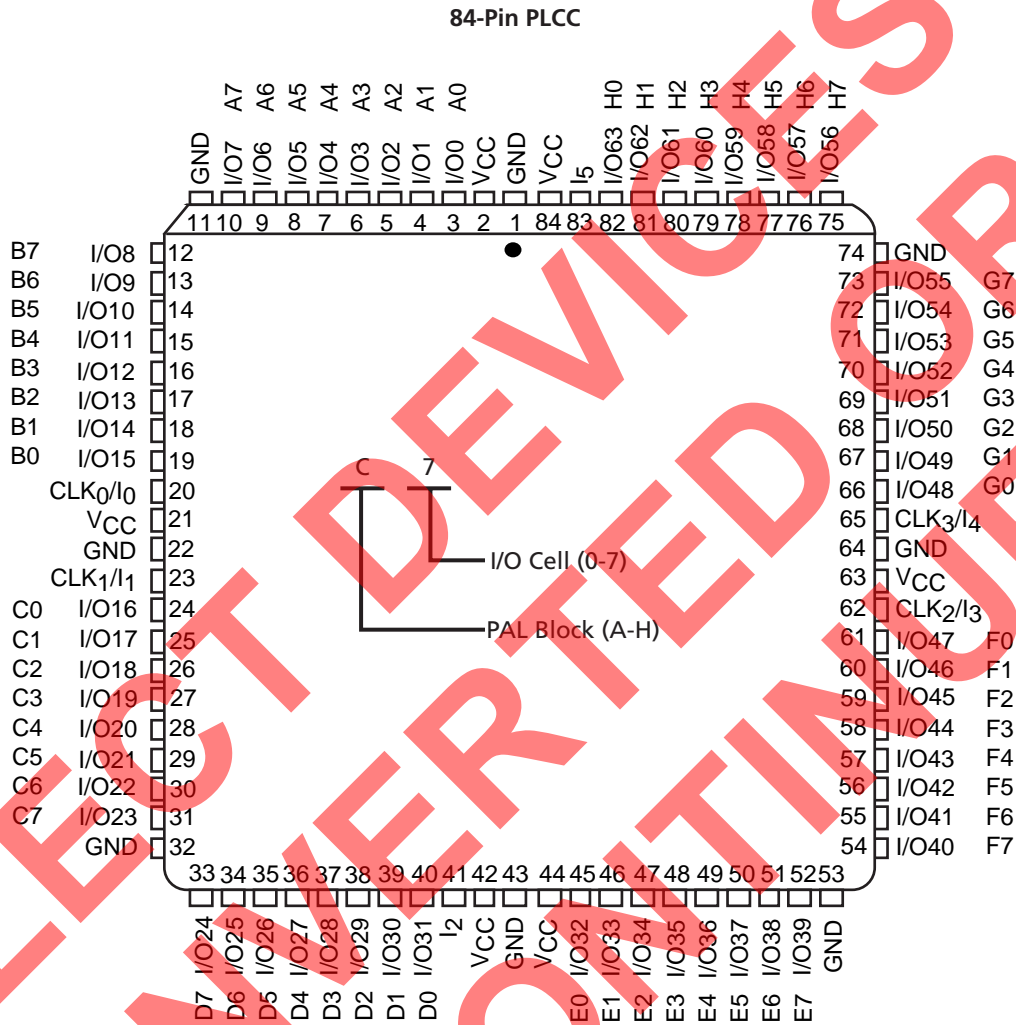 84-Pin PLCC
A7 A6 A5 A4 A3 A2 A1 A0 H0 H1 H2 H3 H4 H5 H6 H7
GND I/O7 I/O6 I/O5 I/O4 I/O3 I/O2 I/O1 I/O0 VCC GND VCC I5 I/O63 I/O62 I/O61 I/O60 I/O59 I/O58 I/O57 I/O56
11 10 9 8 7 6 5 4 3 2 1 84 83 82 81 80 79 78 77 76 75
B7 I/O8 12 74 GND
B6 I/O9 13 73 I/O55 G7
B5 I/O10 14 72 I/O54 G6
B4 I/O11 15 71 I/O53 G5
B3 I/O12 16 70 I/O52 G4
B2 I/O13 17 69 I/O51 G3
B1 I/O14 18 68 I/O50 G2
B0 I/O15 19 67 I/O49 G1
C 7
CLK0/I0 20 66 I/O48 G0
VCC 21 65 CLK3/I4
GND 22 64 GND
I/O Cell (0-7)
CLK1/I1 23 63 VCC
C0 I/O16 24 62 CLK2/I3
PAL Block (A-H)
C1 I/O17 25 61 I/O47 F0
C2 I/O18 26 60 I/O46 F1
C3 I/O19 27 59 I/O45 F2
C4 I/O20 28 58 I/O44 F3
C5 I/O21 29 57 I/O43 F4
C6 I/O22 30 56 I/O42 F5
C7 I/O23 31 55 I/O41 F6
GND 32 54 I/O40 F7
33 34 35 36 37 38 39 40 41 42 43 44 45 46 47 48 49 50 51 52 53
I/O24 I/O25 I/O26 I/O27 I/O28 I/O29 I/O30 I/O31 I2 VCC GND VCC I/O32 I/O33 I/O34 I/O35 I/O36 I/O37 I/O38 I/O39 GND
D7 D6 D5 D4 D3 D2 D1 D0 E0 E1 E2 E3 E4 E5 E6 E7
DEVICES